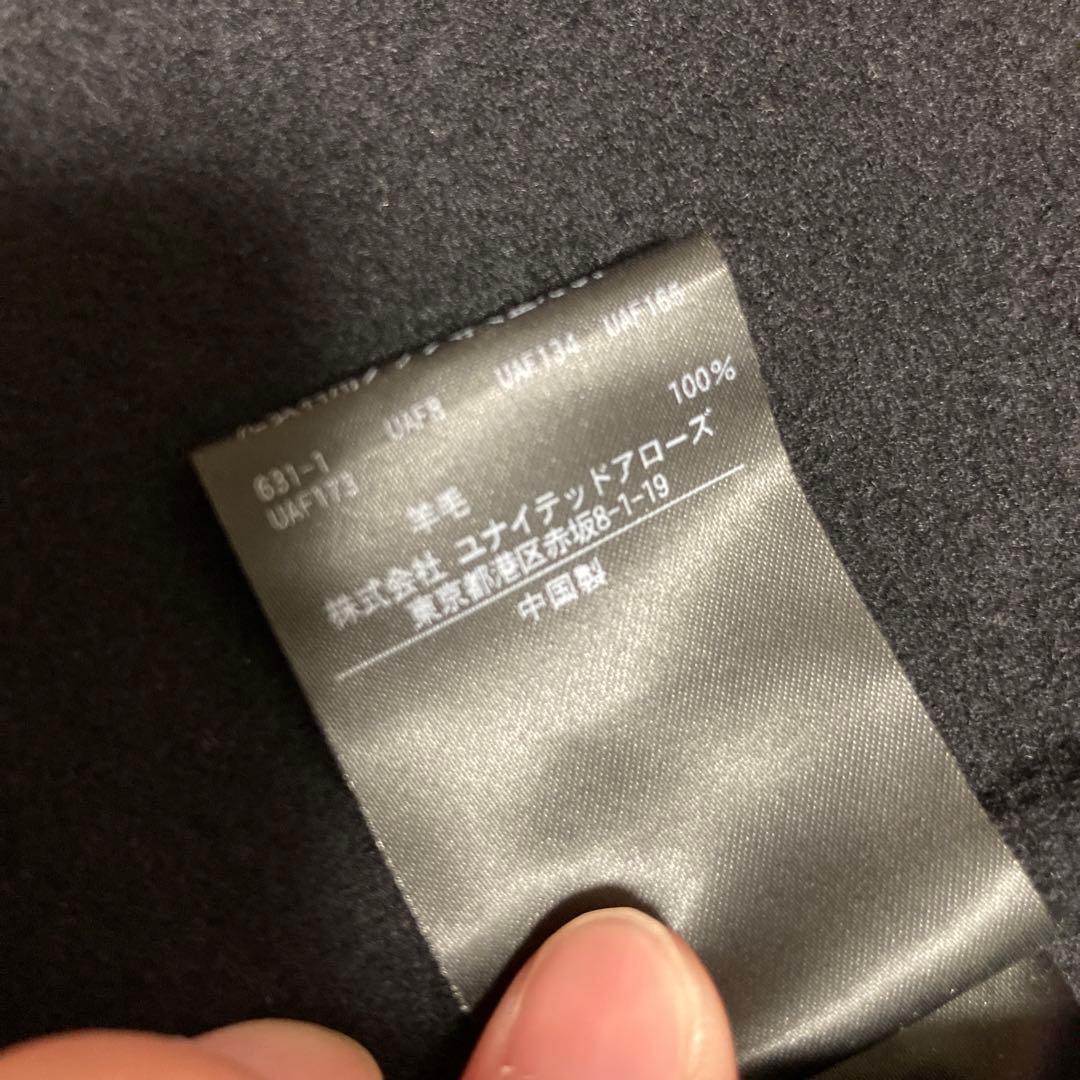 631-1 UAF8 UAF134
UAF173
羊毛 100%
株式会社 ユナイテッドアローズ
東京都港区赤坂8-1-19
中国製